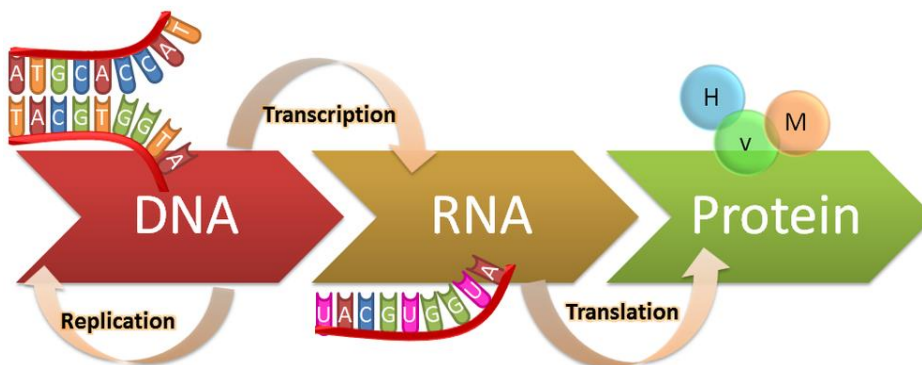 ATGCACCAT
TACGTGGTA
Transcription
H
v
M
DNA
RNA
Protein
Replication
UACGUGGUA
Translation